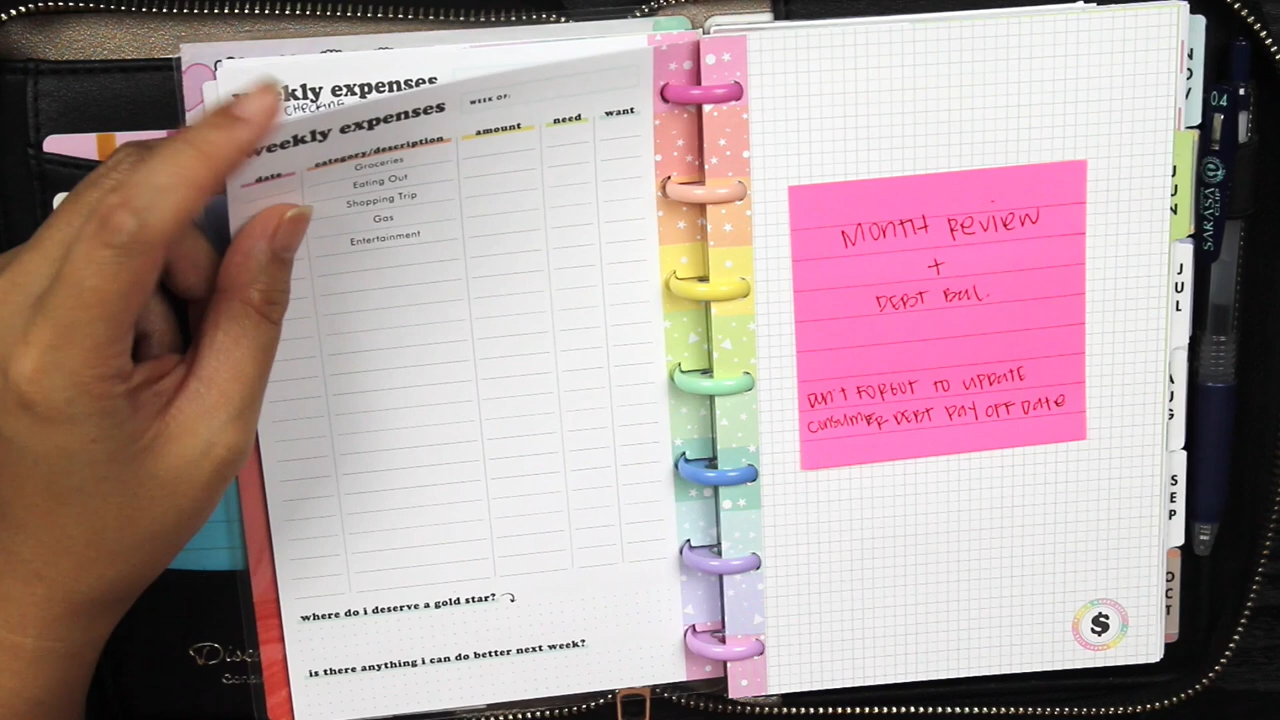 weekly expenses
CHECKING
weekly expenses
WEEK OF:
date category/description amount need want
Groceries
Eating Out
Shopping Trip
Gas
Entertainment
where do i deserve a gold star?
is there anything i can do better next week?
MONTH REVIEW
+
DEBT BAL.
DON'T FORGOT TO UPDATE
CONSUMER DEBT PAY OFF DATE
$
NOV
JUN
JUL
AUG
SEP
OCT
0.4
SARASA
CLIP